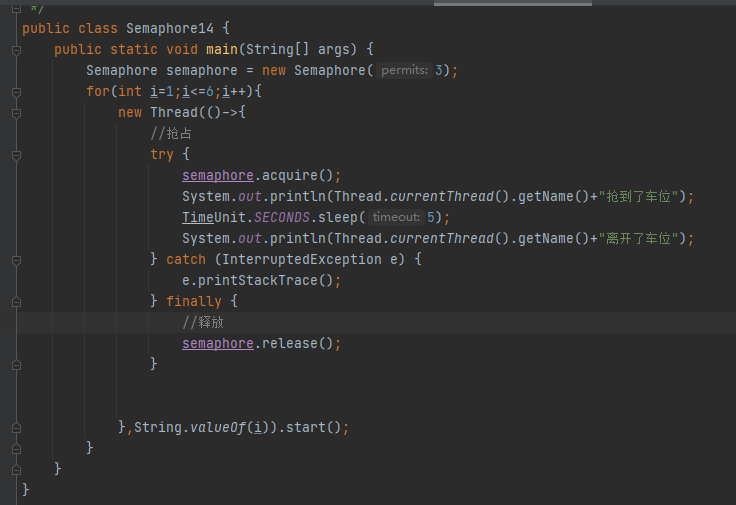 */
public class Semaphore14 {
    public static void main(String[] args) {
        Semaphore semaphore = new Semaphore( permits: 3);
        for(int i=1;i<=6;i++){
            new Thread(()->{
                //抢占
                try {
                    semaphore.acquire();
                    System.out.println(Thread.currentThread().getName()+"抢到了车位");
                    TimeUnit.SECONDS.sleep( timeout: 5);
                    System.out.println(Thread.currentThread().getName()+"离开了车位");
                } catch (InterruptedException e) {
                    e.printStackTrace();
                } finally {
                    //释放
                    semaphore.release();
                }
            },String.valueOf(i)).start();
        }
    }
}